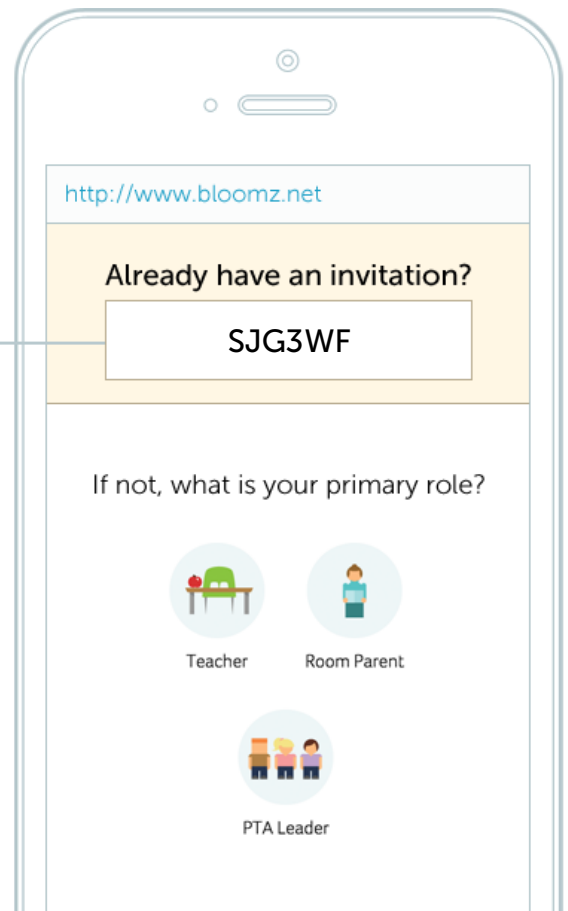 http://www.bloomz.net
Already have an invitation?
SJG3WF
If not, what is your primary role?
Teacher Room Parent
PTA Leader